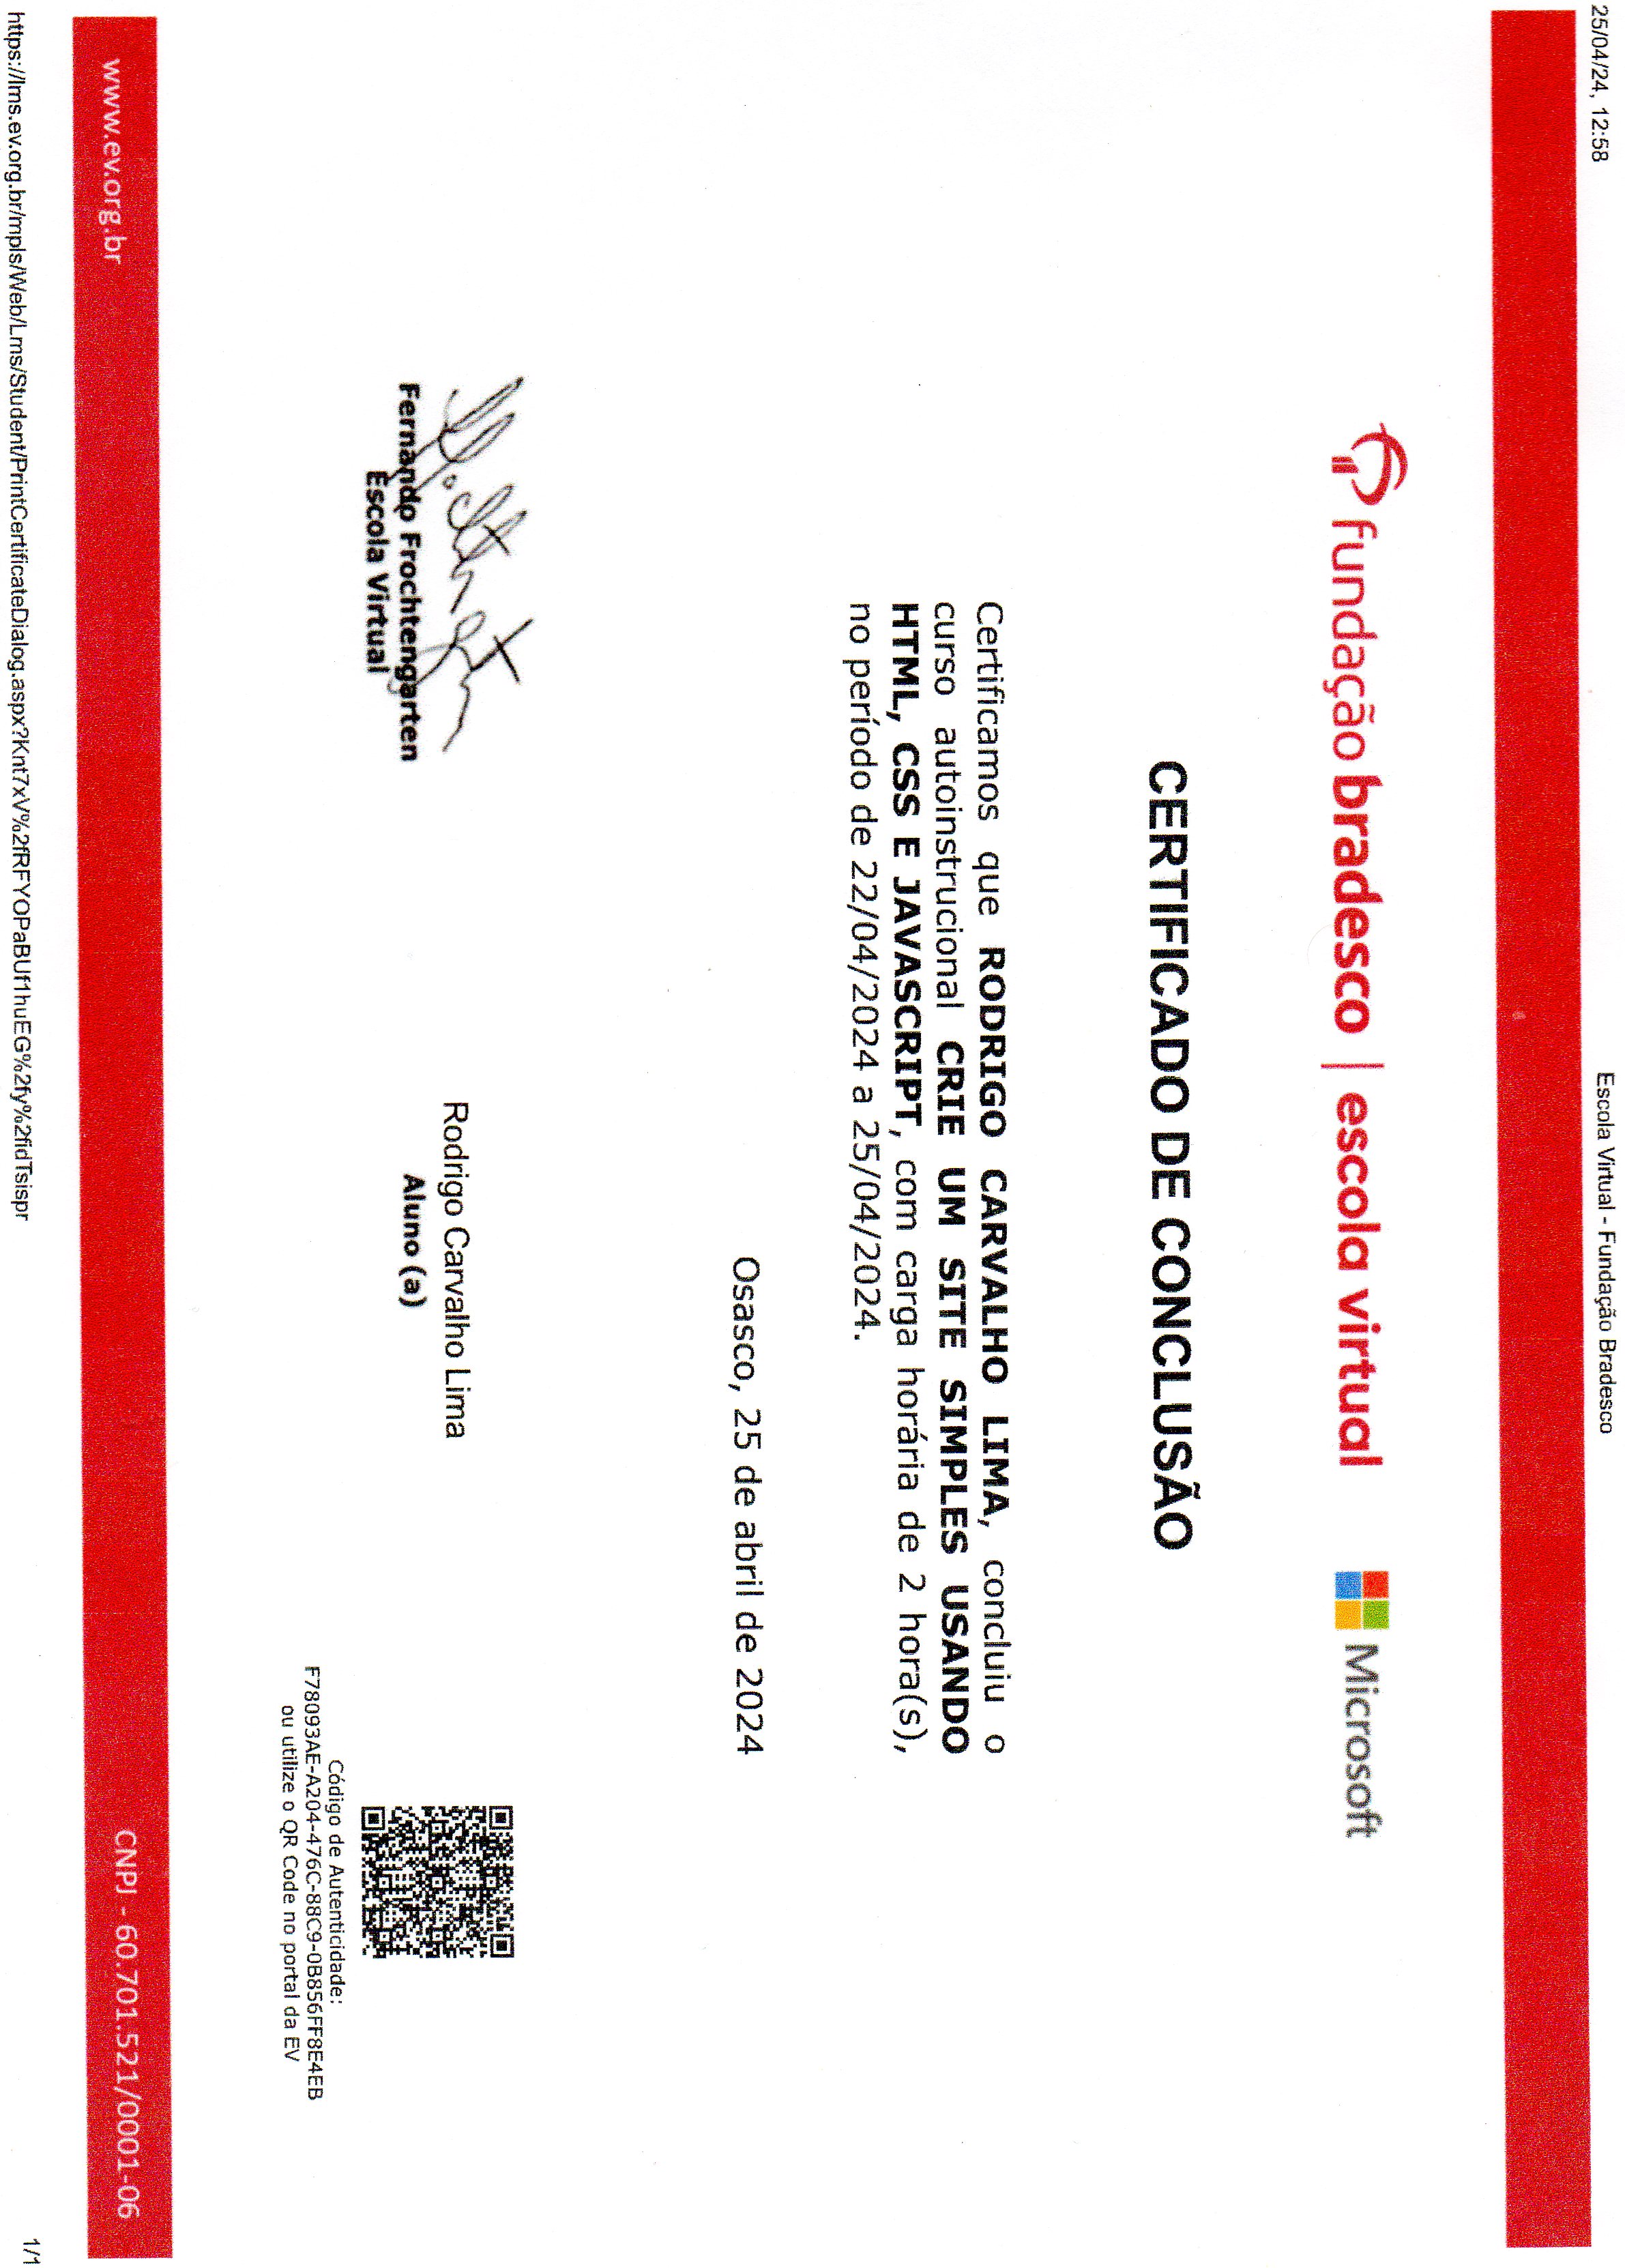 25/04/24, 12:58
Escola Virtual - Fundação Bradesco
fundação bradesco | escola virtual
Microsoft
CERTIFICADO DE CONCLUSÃO
Certificamos que RODRIGO CARVALHO LIMA, concluiu o
curso autoinstrucional CRIE UM SITE SIMPLES USANDO
HTML, CSS E JAVASCRIPT, com carga horária de 2 hora(s),
no período de 22/04/2024 a 25/04/2024.
Osasco, 25 de abril de 2024
Fernando Frochtengarten
Escola Virtual
Rodrigo Carvalho Lima
Aluno (a)
Código de Autenticidade:
F78093AE-A204-476C-88C9-0B856FF8E4EB
ou utilize o QR Code no portal da EV
www.ev.org.br
CNPJ - 60.701.521/0001-06
https://lms.ev.org.br/mpls/Web/Lms/Student/PrintCertificateDialog.aspx?Knt7xV%2fRFYOPaBUf1huEG%2fy%2fidTsispr
1/1